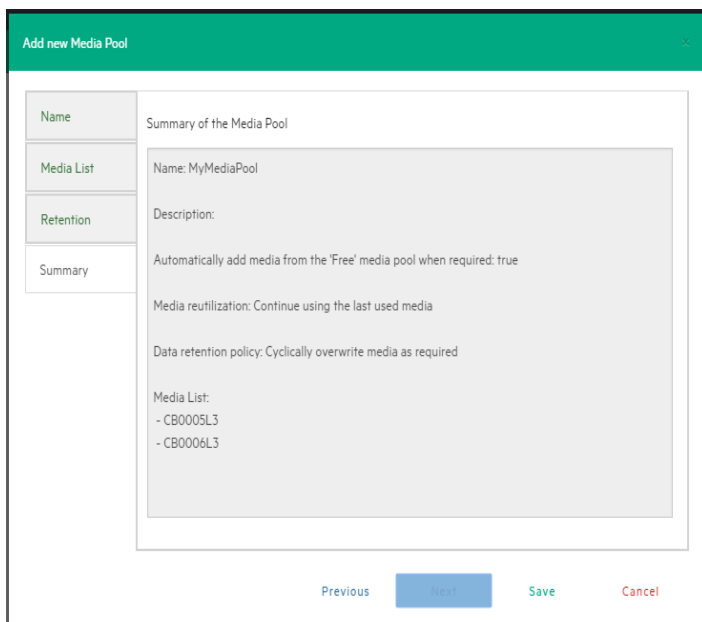 Add new Media Pool
x
Name
Media List
Retention
Summary
Summary of the Media Pool
Name: MyMediaPool
Description:
Automatically add media from the 'Free' media pool when required: true
Media reutilization: Continue using the last used media
Data retention policy: Cyclically overwrite media as required
Media List:
- CB0005L3
- CB0006L3
Previous
Next
Save
Cancel